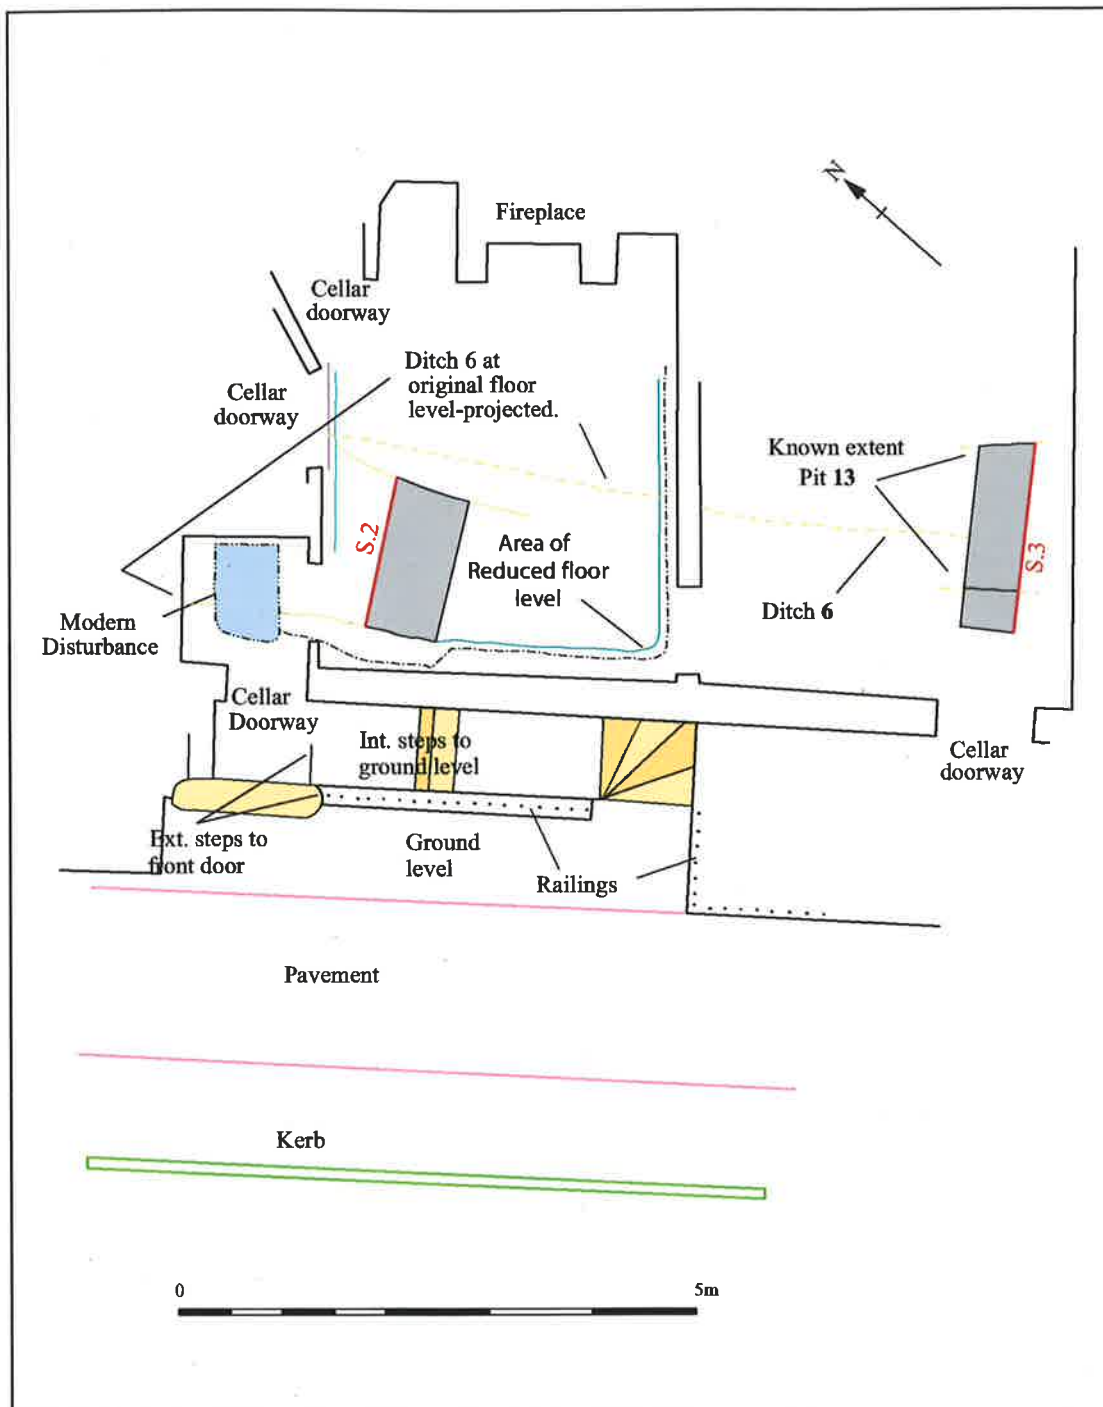 N
Fireplace
Cellar
doorway
Ditch 6 at
original floor
level-projected.
Cellar
doorway
Known extent
Pit 13
S.2
Area of
Reduced floor
level
S.3
Ditch 6
Modern
Disturbance
Cellar
Doorway
Int. steps to
ground level
Cellar
doorway
Ext. steps to
front door
Ground
level
Railings
Pavement
Kerb
0 5m